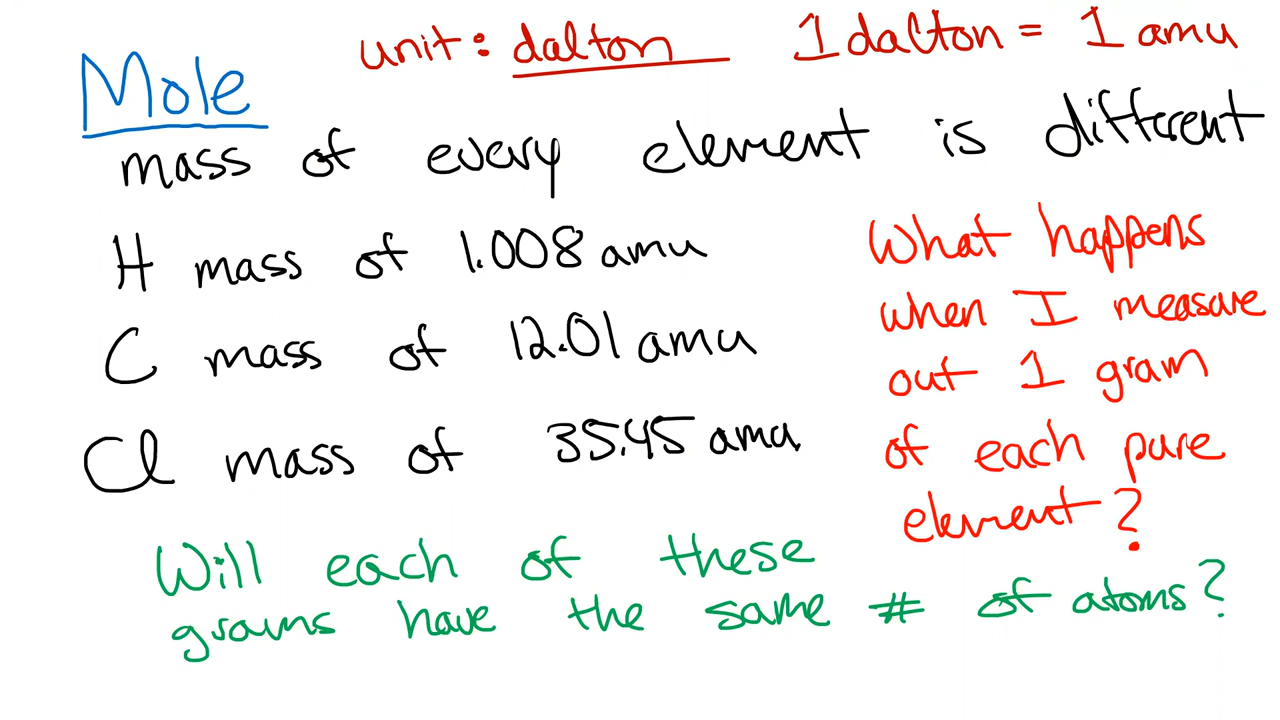 unit: dalton 1 dalton = 1 amu
Mole
mass of every element is different
H mass of 1.008 amu
C mass of 12.01 amu
Cl mass of 35.45 amu
What happens
when I measure
out 1 gram
of each pure
element?
Will each of these
grams have the same # of atoms?